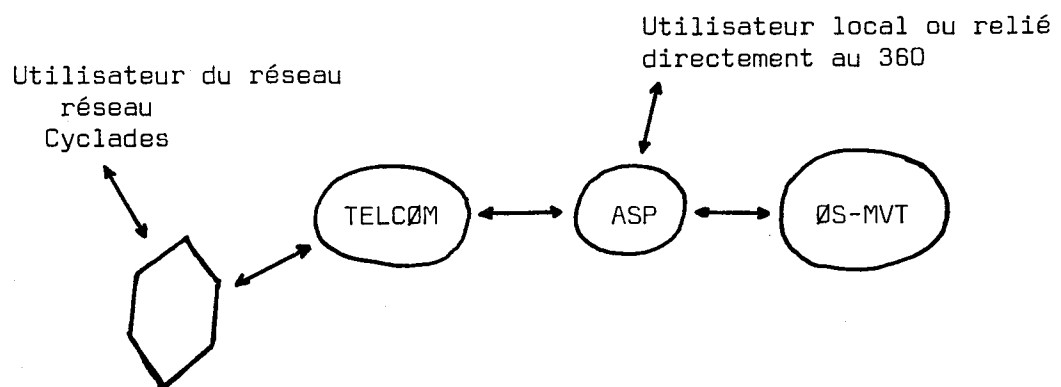 Utilisateur local ou relié
directement au 360
Utilisateur du réseau
réseau
Cyclades
TELCØM
ASP
ØS-MVT